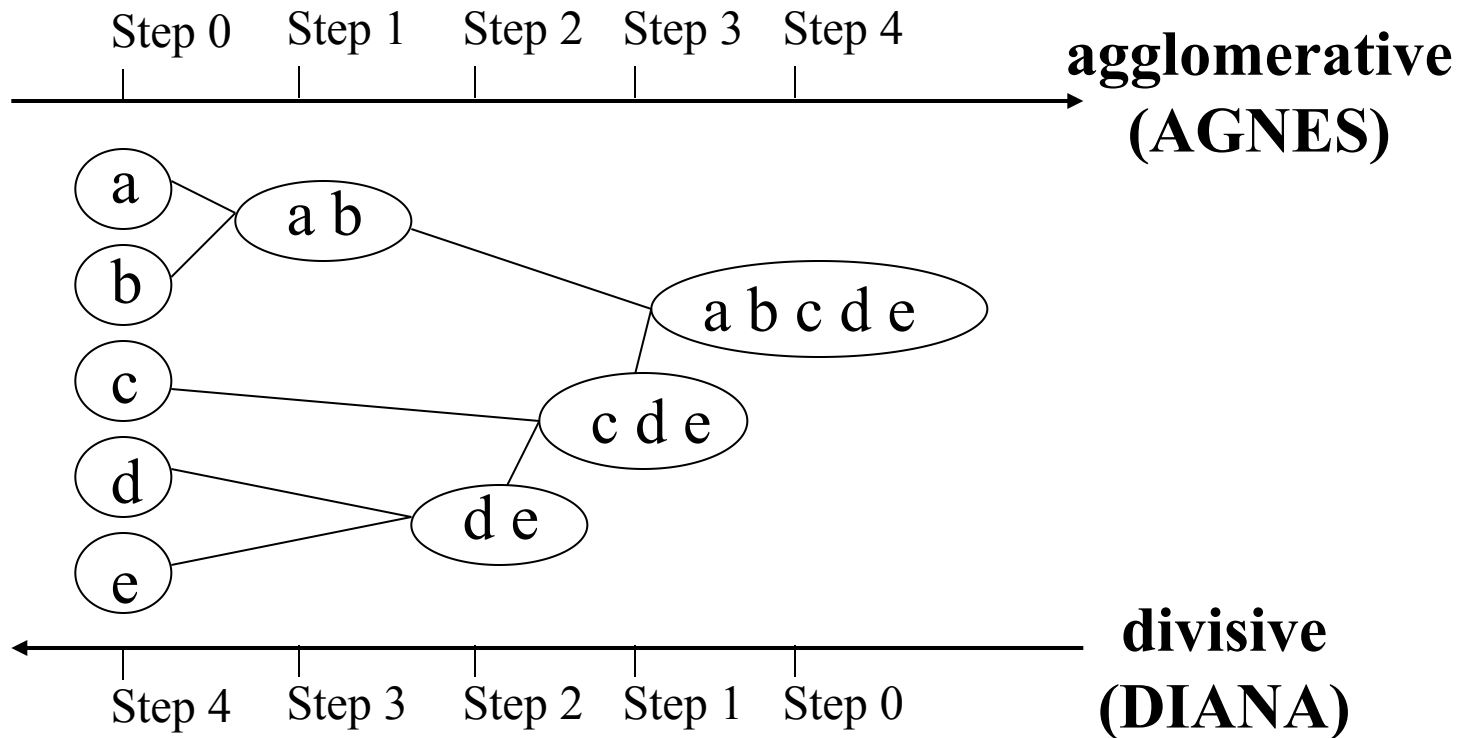 Step 0 Step 1 Step 2 Step 3 Step 4
agglomerative
(AGNES)
a
a b
b
a b c d e
c
c d e
d
d e
e
divisive
(DIANA)
Step 4 Step 3 Step 2 Step 1 Step 0